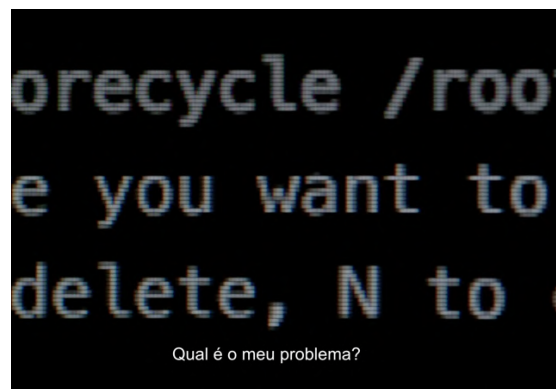 orecycle /roo
e you want to
delete, N to
Qual é o meu problema?